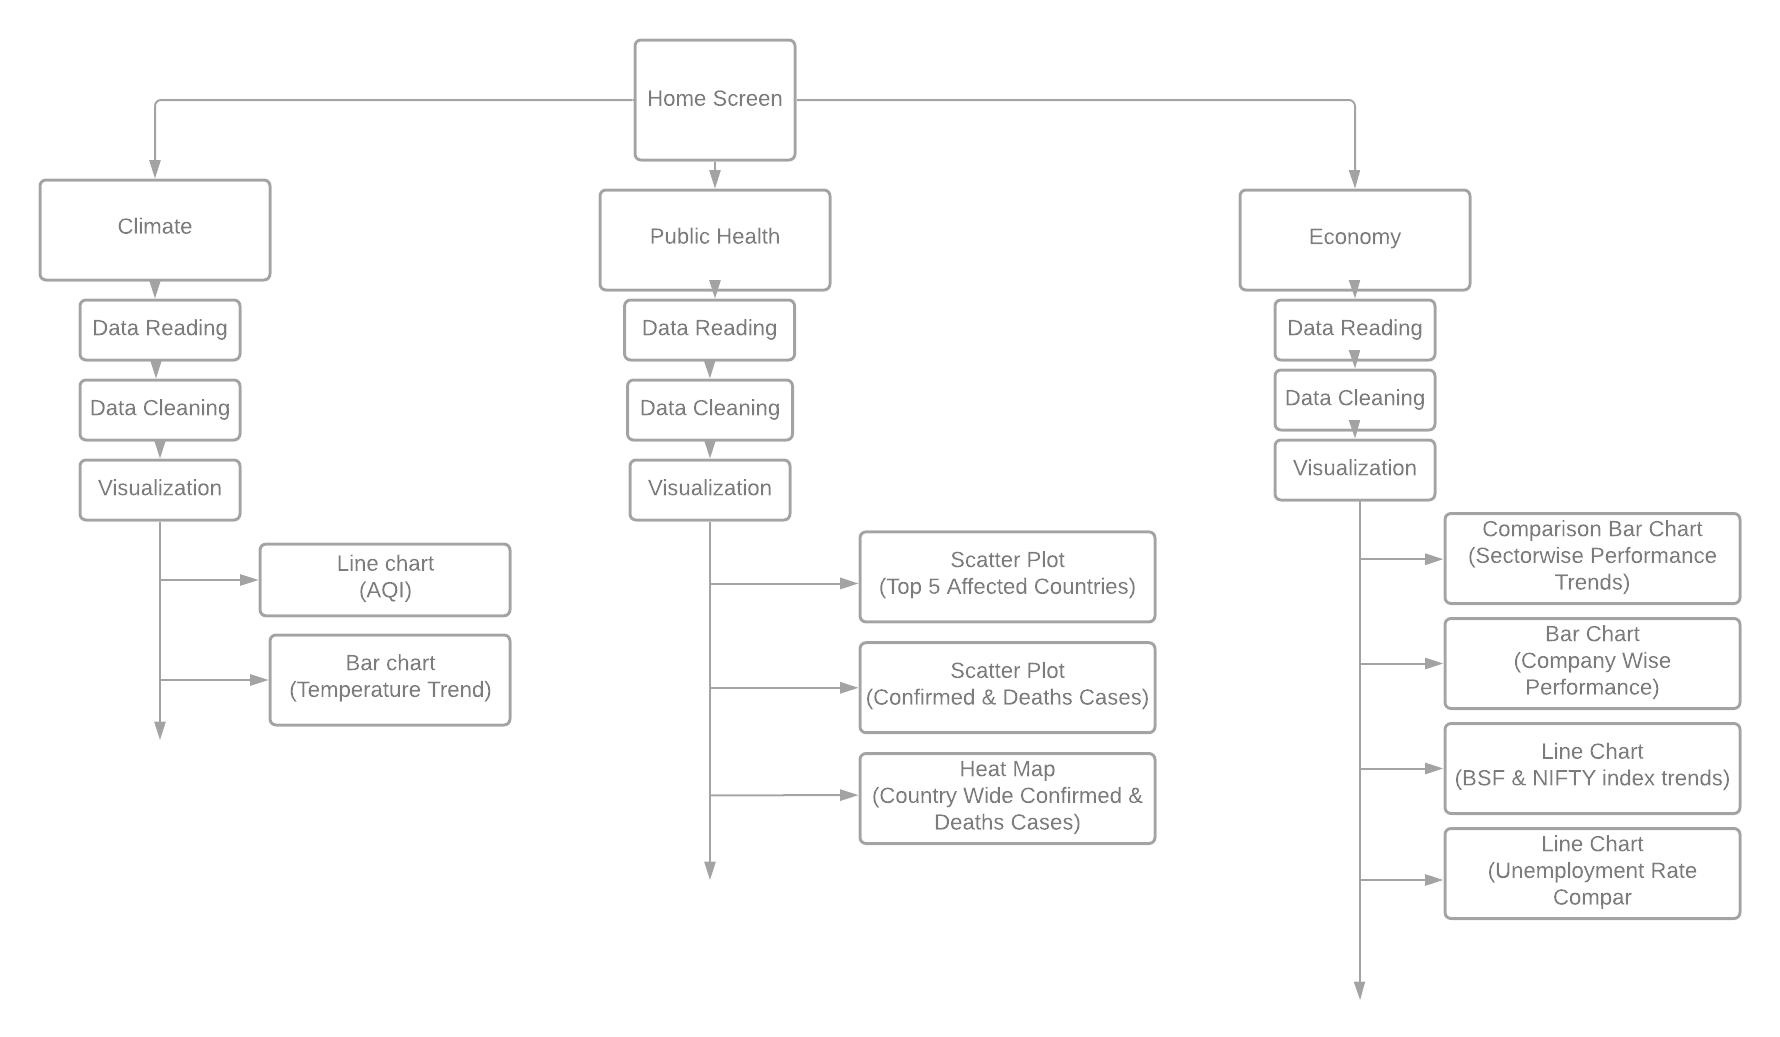 Home Screen
Climate
Public Health
Economy
Data Reading
Data Reading
Data Reading
Data Cleaning
Data Cleaning
Data Cleaning
Visualization
Visualization
Visualization
Line chart
(AQI)
Bar chart
(Temperature Trend)
Scatter Plot
(Top 5 Affected Countries)
Scatter Plot
(Confirmed & Deaths Cases)
Heat Map
(Country Wide Confirmed &
Deaths Cases)
Comparison Bar Chart
(Sectorwise Performance
Trends)
Bar Chart
(Company Wise
Performance)
Line Chart
(BSF & NIFTY index trends)
Line Chart
(Unemployment Rate
Compar